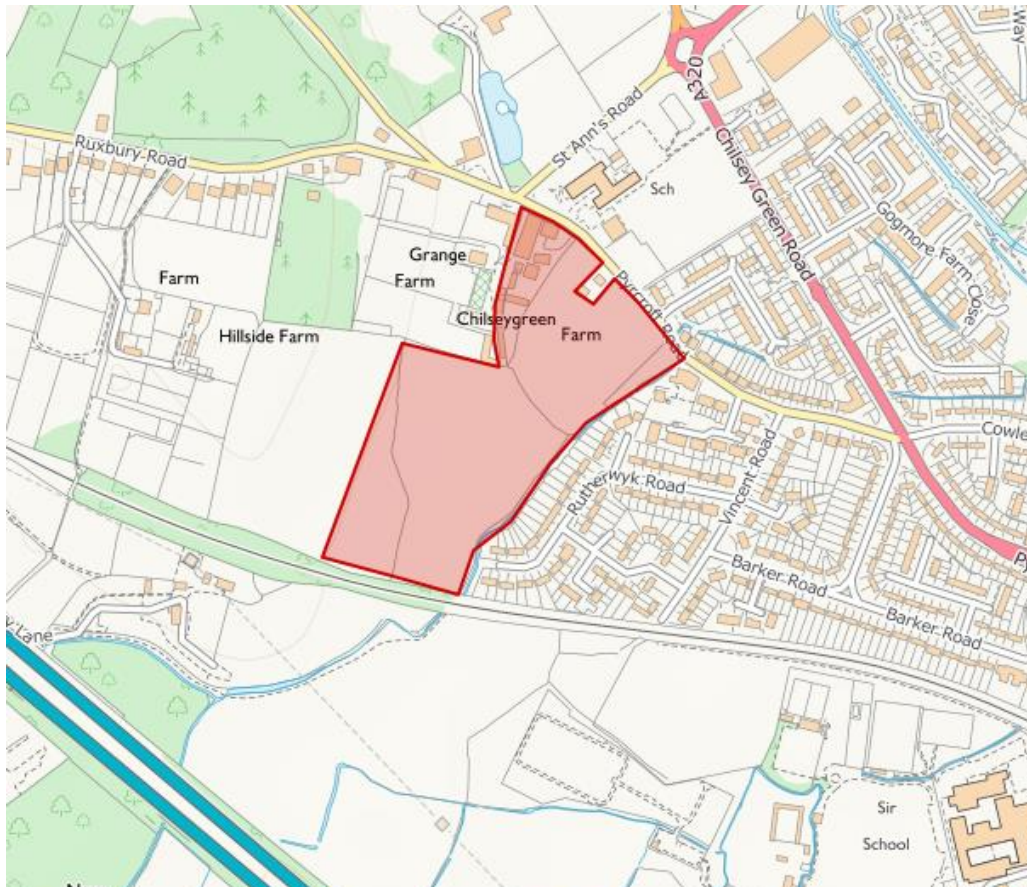 Way
A320
St Ann's Road
Ruxbury Road
Chilsey Green Road
Sch
Gogmore Farm Close
Grange
Farm
Farm
Pyrcroft Road
Chilseygreen
Farm
Hillside Farm
Cowle
Rutherwyk Road
Vincent Road
Barker Road
Barker Road
Lane
Sir
School